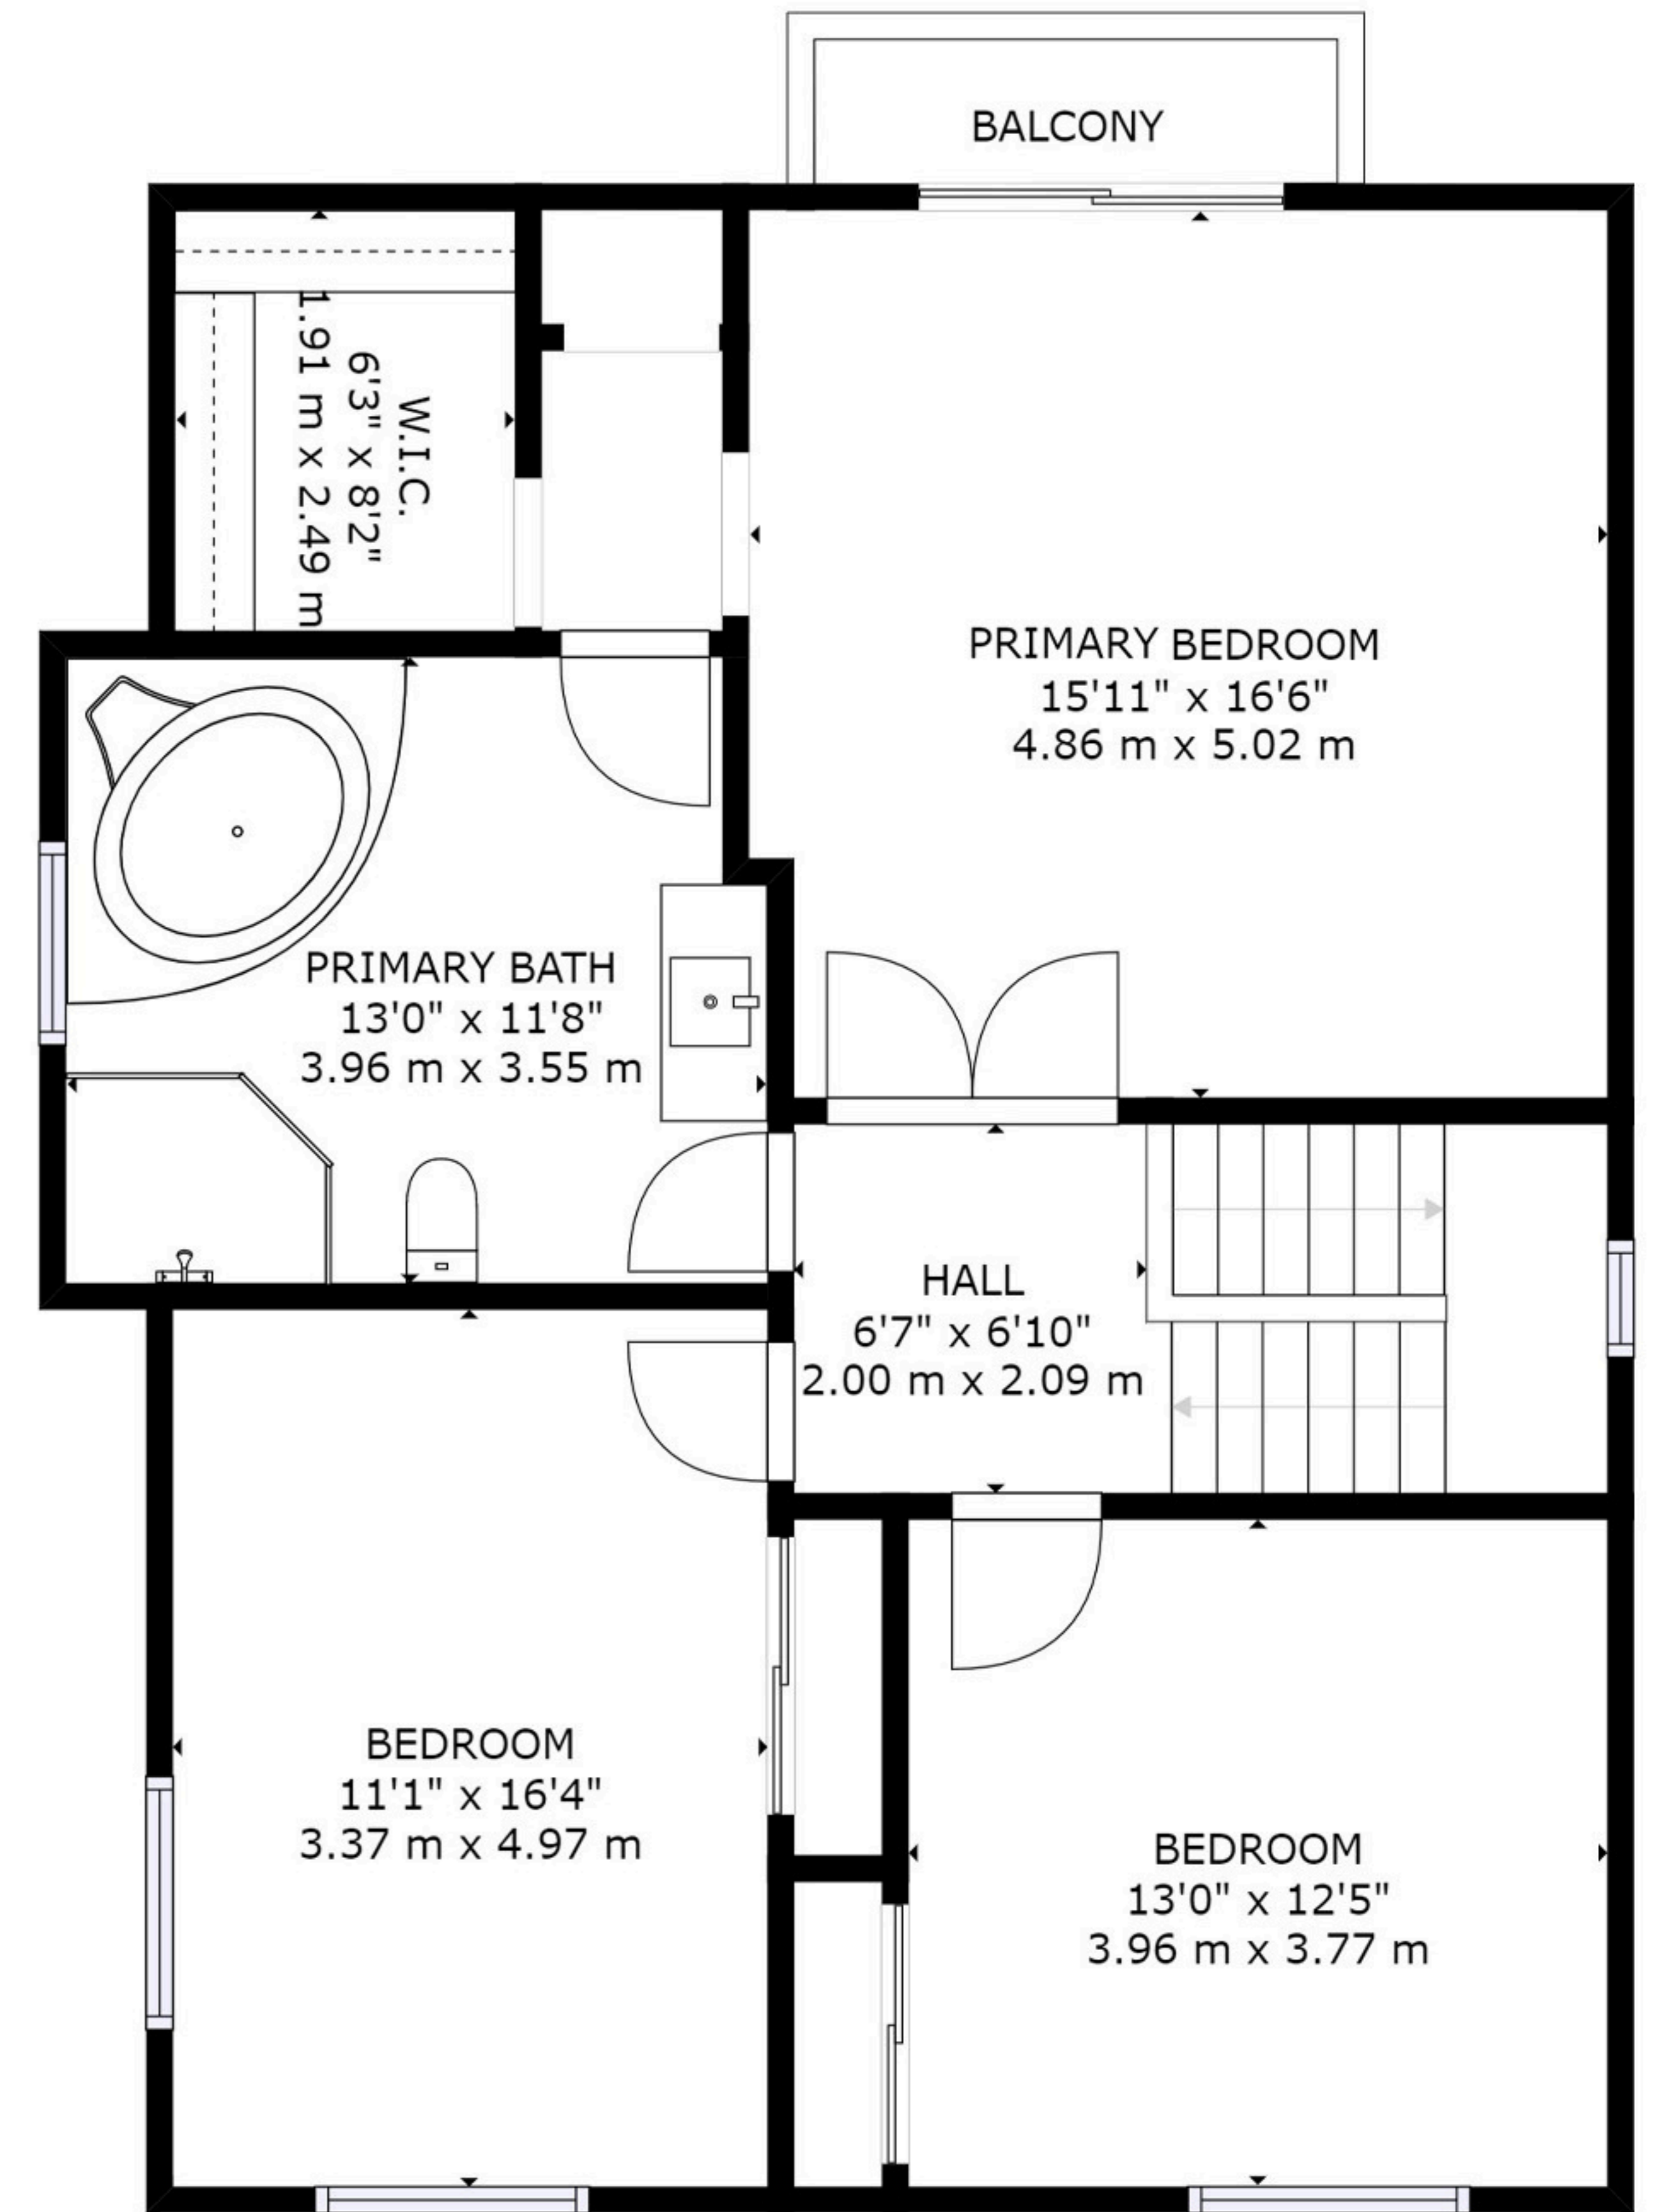 BALCONY
W.I.C.
6'3" x 8'2"
1.91 m x 2.49 m
PRIMARY BEDROOM
15'11" x 16'6"
4.86 m x 5.02 m
PRIMARY BATH
13'0" x 11'8"
3.96 m x 3.55 m
HALL
6'7" x 6'10"
2.00 m x 2.09 m
BEDROOM
11'1" x 16'4"
3.37 m x 4.97 m
BEDROOM
13'0" x 12'5"
3.96 m x 3.77 m